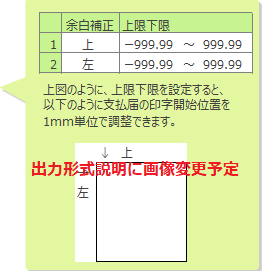 余白補正 上限下限
1 上 −999.99 ～ 999.99
2 左 −999.99 ～ 999.99
上図のように、上限下限を設定すると、
以下のように支払届の印字開始位置を
1mm単位で調整できます。
↓ 上
出力形式説明に画像変更予定
左